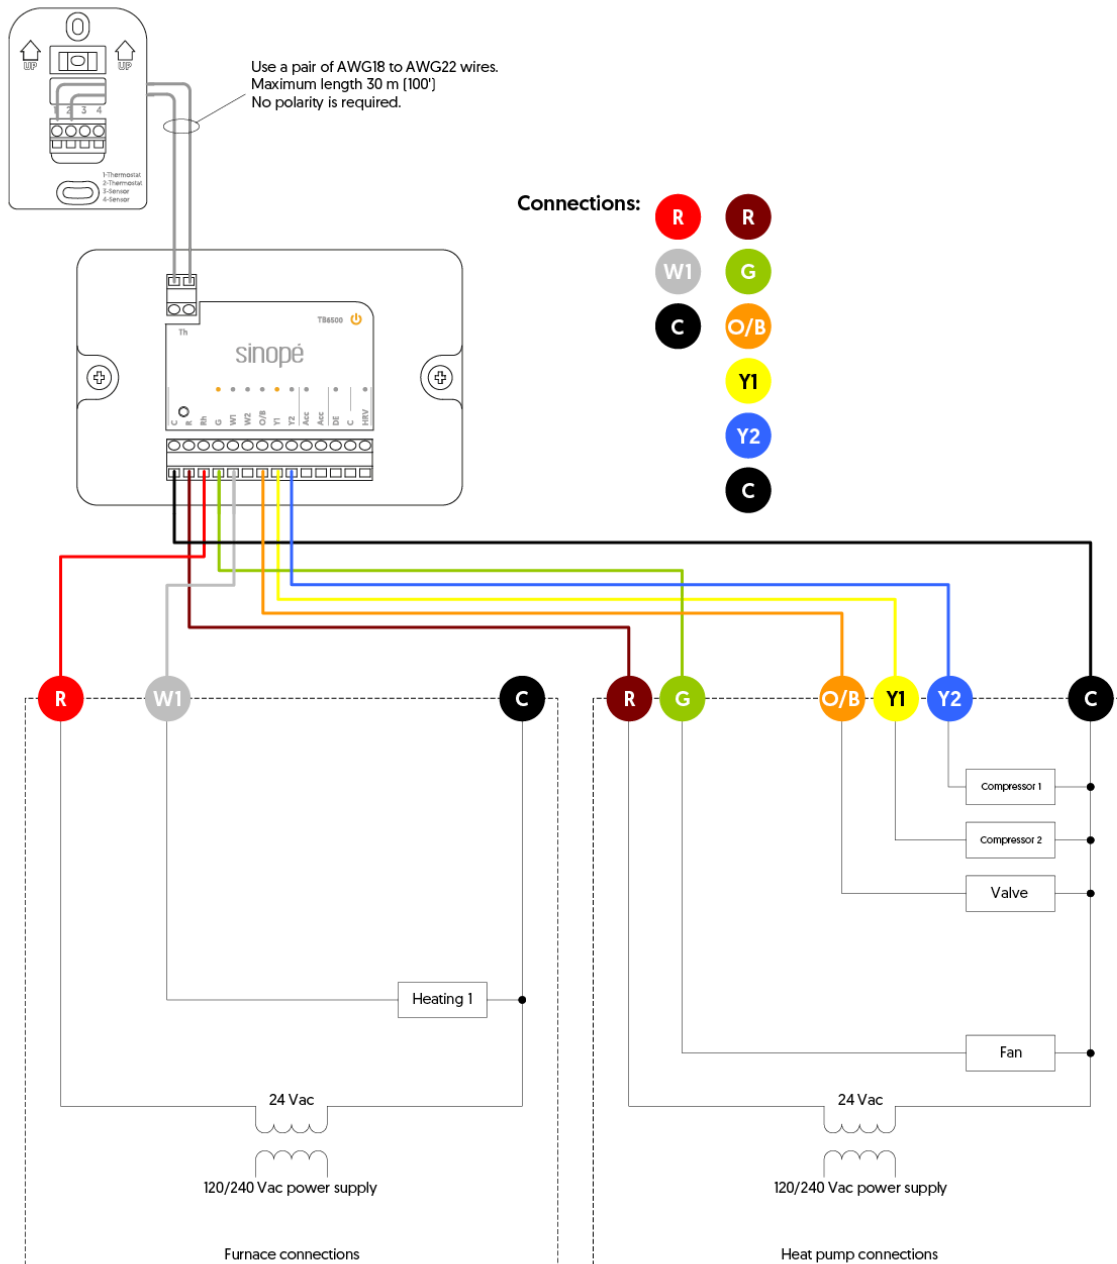 UP
UP
1 2 3 4
1-Thermostat
2-Thermostat
3-Sensor
4-Sensor
Use a pair of AWG18 to AWG22 wires.
Maximum length 30 m (100')
No polarity is required.
Connections:
R
R
W1
G
C
O/B
Y1
Y2
C
Th
TB6500
sinopé
C
R
Rh
G
W1
W2
O/B
Y1
Y2
Acc
Acc
DE
C
HRV
R
W1
C
R
G
O/B
Y1
Y2
C
Compressor 1
Compressor 2
Valve
Heating 1
Fan
24 Vac
24 Vac
120/240 Vac power supply
120/240 Vac power supply
Furnace connections
Heat pump connections